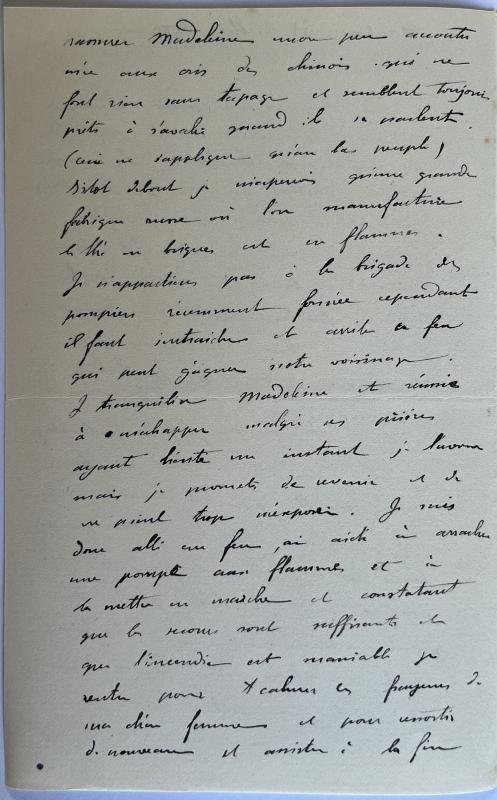 rassurer Madeleine encore peu accoutu
mée aux cris des chinois qui ne
font rien sans tapage et semblent toujours
prêts à s'avaler quand ils se parlent
(ceci ne s'applique qu'au bas peuple)
Sitôt debout je m'aperçois qu'une grande
fabrique russe où l'on manufacture
le thé en briques est en flammes.
Je n'appartiens pas à la brigade des
pompiers récemment formée cependant
il faut et arrêter ce feu
qui peut gagner notre voisinage.
Je tranquilise Madeleine et réussis
à m'échapper malgré ses prières
ayant hésité un instant je l'avoue
mais je promets de revenir et de
ne point trop m'exposer. Je suis
donc allé au feu, ai aidé à arracher
une pompe aux flammes et à
la mettre en marche et constatant
que les secours sont suffisants et
que l'incendie est maniable je
rentre pour calmer les frayeurs de
ma chère femme et pour ressortir
de nouveau et assister à la fin